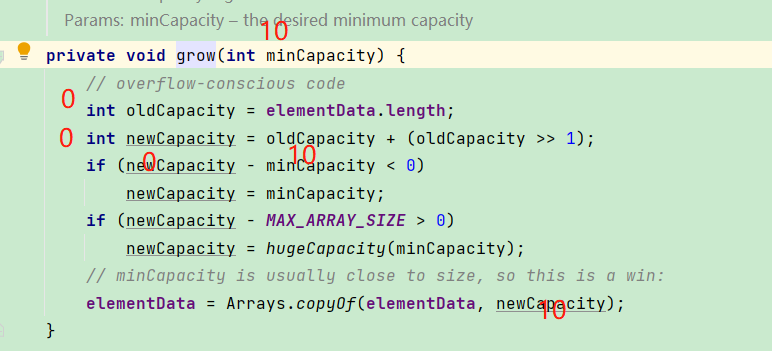 Params: minCapacity – the desired minimum capacity
10
private void grow(int minCapacity) {
// overflow-conscious code
0
int oldCapacity = elementData.length;
0
int newCapacity = oldCapacity + (oldCapacity >> 1);
0 10
if (newCapacity - minCapacity < 0)
newCapacity = minCapacity;
if (newCapacity - MAX_ARRAY_SIZE > 0)
newCapacity = hugeCapacity(minCapacity);
// minCapacity is usually close to size, so this is a win:
elementData = Arrays.copyOf(elementData, newCapacity);
10
}